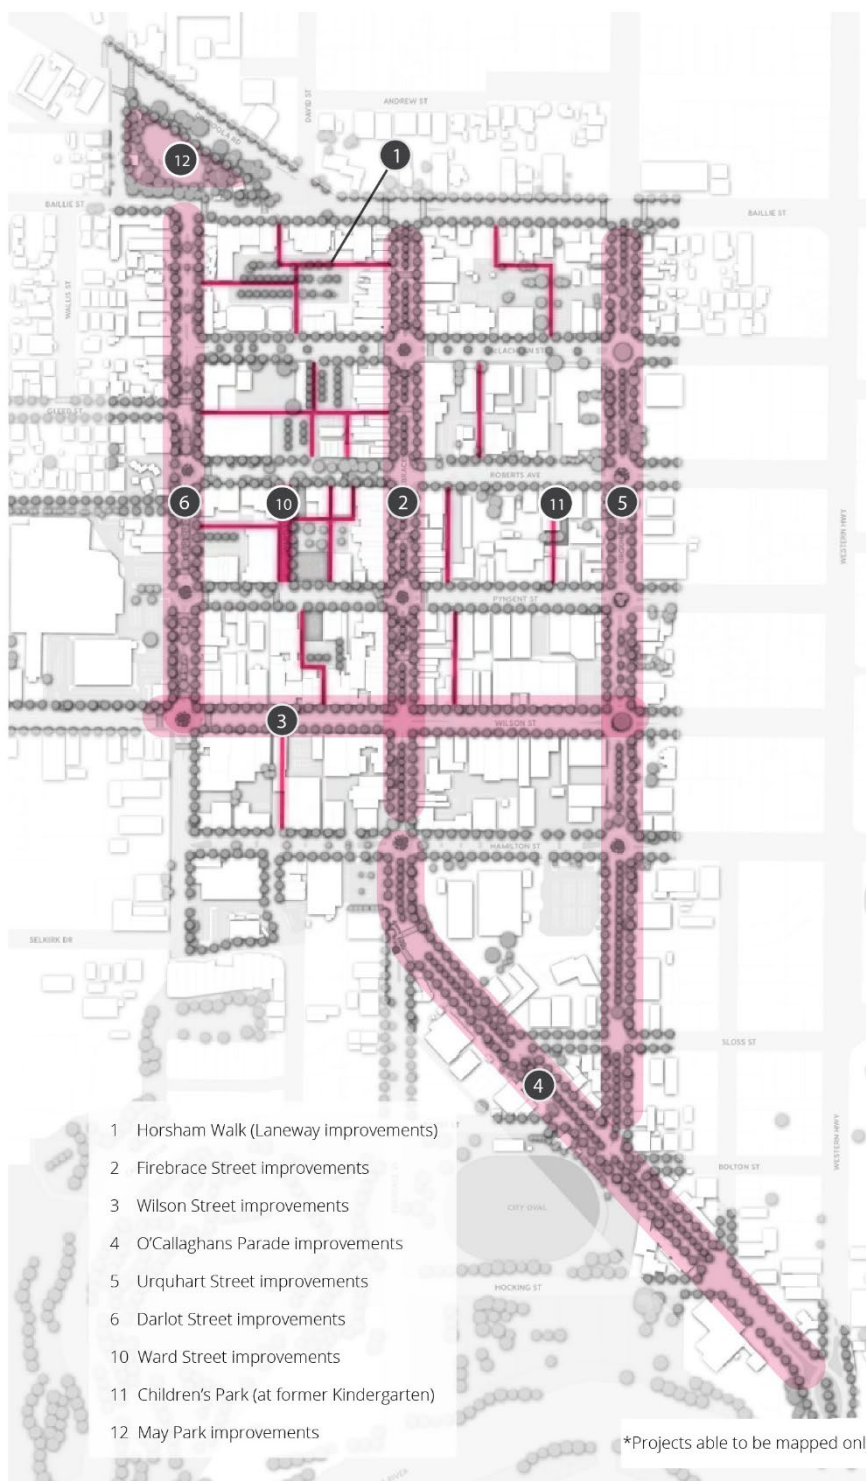 ANDREW ST
DAVID ST
12
1
BAILLIE ST
BAILLIE ST
WALLIS ST
ROBERTS AVE
6
10
2
11
5
WESTERN HWY
PYNSENT ST
3
WILSON ST
HAMILTON ST
SELKIRK DR
SLOSS ST
4
WESTERN HWY
BOLTON ST
CITY OVAL
HOCKING ST
1 Horsham Walk (Laneway improvements)
2 Firebrace Street improvements
3 Wilson Street improvements
4 O'Callaghans Parade improvements
5 Urquhart Street improvements
6 Darlot Street improvements
10 Ward Street improvements
11 Children's Park (at former Kindergarten)
12 May Park improvements
*Projects able to be mapped onl
RIVER